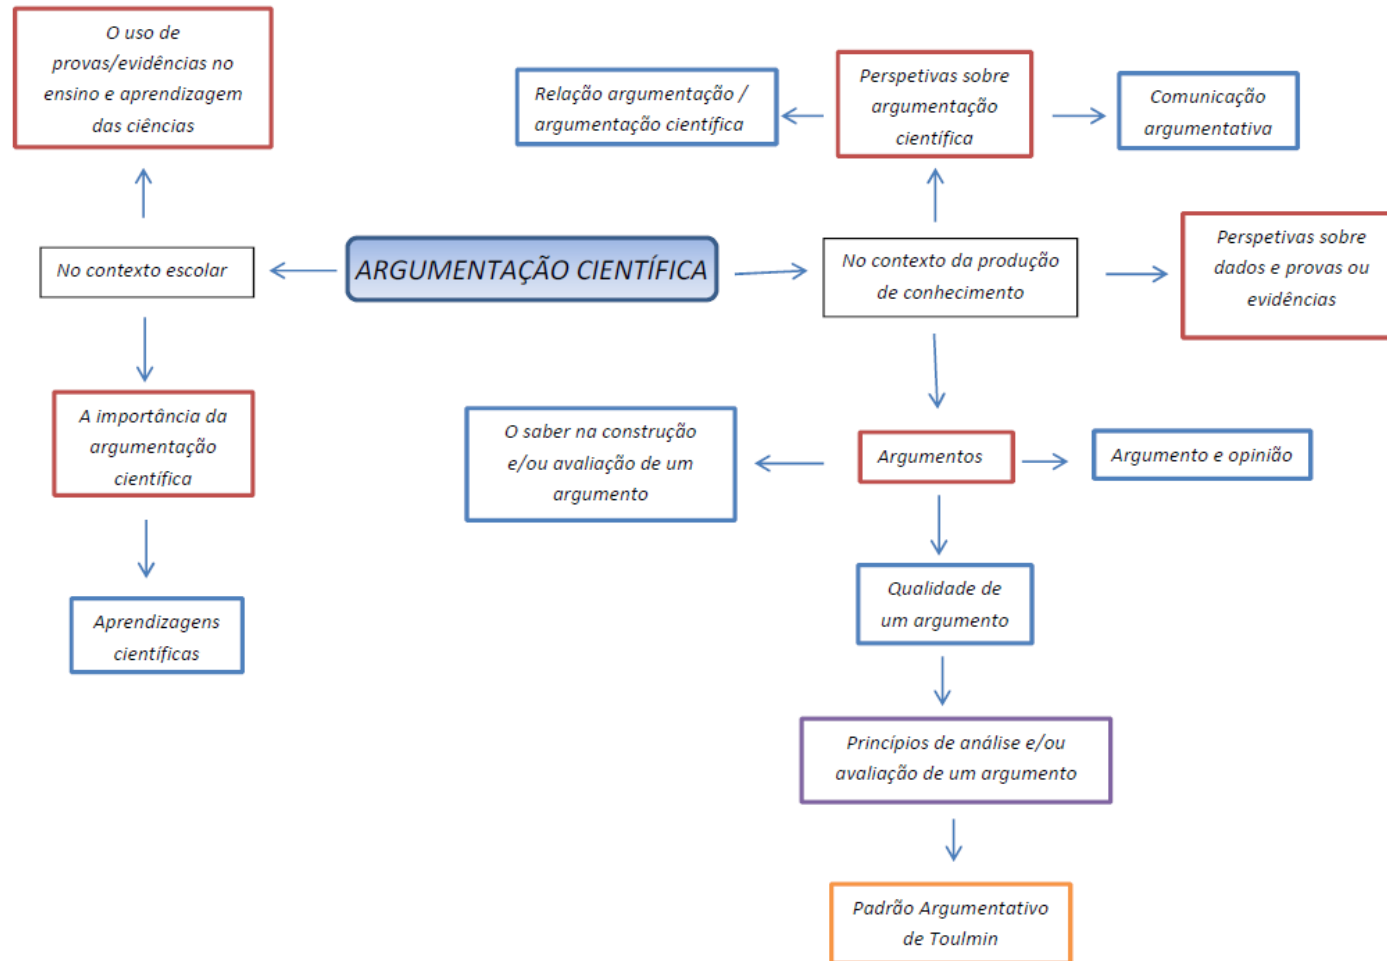 O uso de
provas/evidências no
ensino e aprendizagem
das ciências
Relação argumentação /
argumentação científica
Perspetivas sobre
argumentação
científica
Comunicação
argumentativa
No contexto escolar
ARGUMENTAÇÃO CIENTÍFICA
No contexto da produção
de conhecimento
Perspetivas sobre
dados e provas ou
evidências
A importância da
argumentação
científica
O saber na construção
e/ou avaliação de um
argumento
Argumentos
Argumento e opinião
Aprendizagens
científicas
Qualidade de
um argumento
Princípios de análise e/ou
avaliação de um argumento
Padrão Argumentativo
de Toulmin